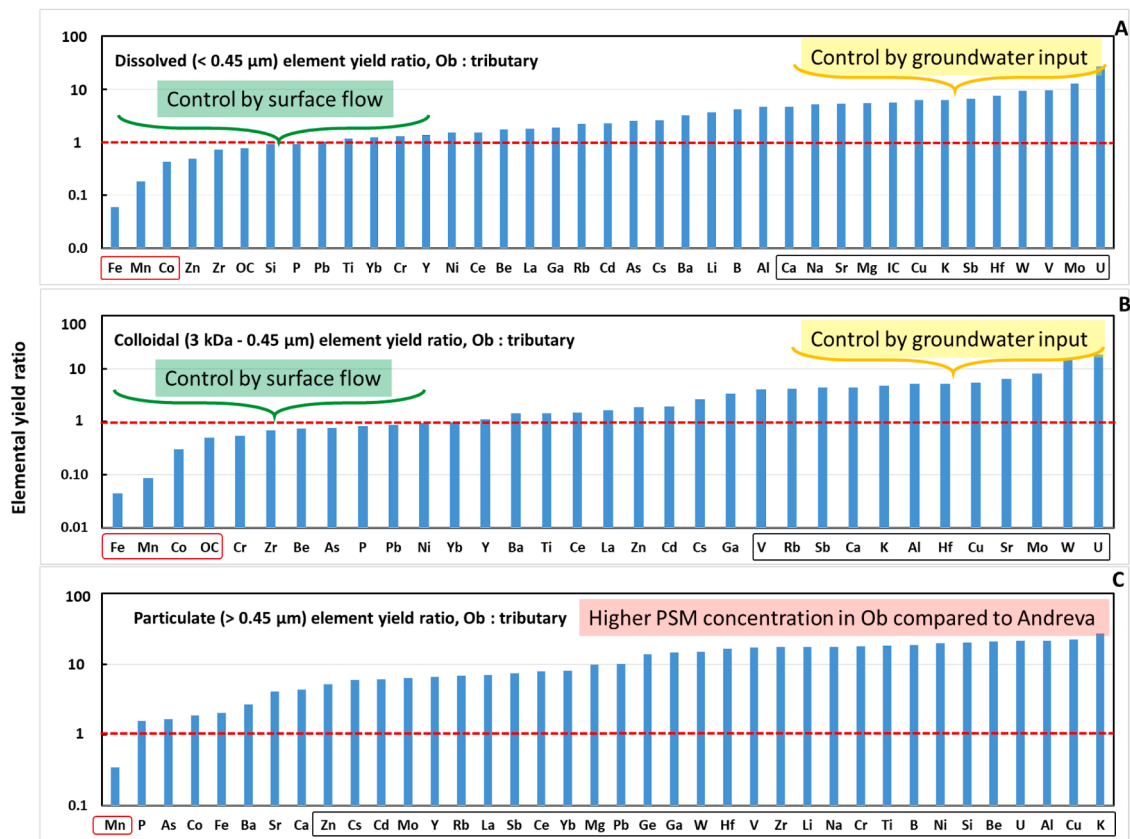 A
Dissolved (< 0.45 µm) element yield ratio, Ob : tributary
Control by surface flow
Control by groundwater input
100
10
1
0.1
0.0
Fe Mn Co Zn Zr OC Si P Pb Ti Yb Cr Y Ni Ce Be La Ga Rb Cd As Cs Ba Li B Al Ca Na Sr Mg IC Cu K Sb Hf W V Mo U
B
Colloidal (3 kDa - 0.45 µm) element yield ratio, Ob : tributary
Control by surface flow
Control by groundwater input
100
10
1
0.10
0.01
Fe Mn Co OC Cr Zr Be As P Pb Ni Yb Y Ba Ti Ce La Zn Cd Cs Ga V Rb Sb Ca K Al Hf Cu Sr Mo W U
Elemental yield ratio
C
Particulate (> 0.45 µm) element yield ratio, Ob : tributary
Higher PSM concentration in Ob compared to Andreva
100
10
1
0.1
Mn P As Co Fe Ba Sr Ca Zn Cs Cd Mo Y Rb La Sb Ce Yb Mg Pb Ge Ga W Hf V Zr Li Na Cr Ti B Ni Si Be U Al Cu K